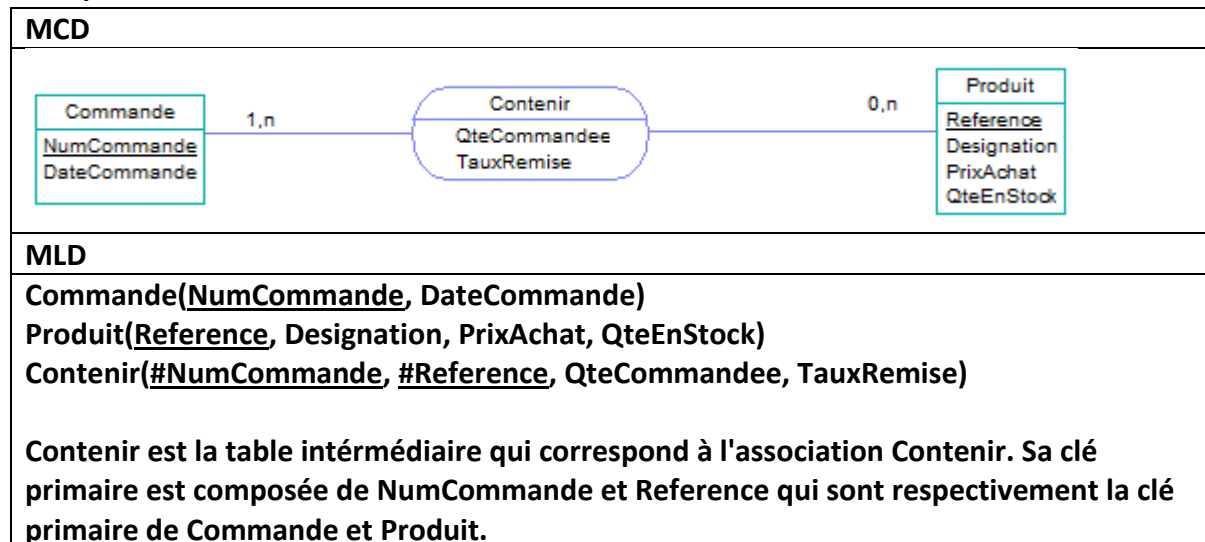 MCD
Commande
NumCommande
DateCommande
1,n
Contenir
QteCommandee
TauxRemise
0,n
Produit
Reference
Designation
PrixAchat
QteEnStock
MLD
Commande(NumCommande, DateCommande)
Produit(Reference, Designation, PrixAchat, QteEnStock)
Contenir(#NumCommande, #Reference, QteCommandee, TauxRemise)
Contenir est la table intérmédiaire qui correspond à l'association Contenir. Sa clé
primaire est composée de NumCommande et Reference qui sont respectivement la clé
primaire de Commande et Produit.